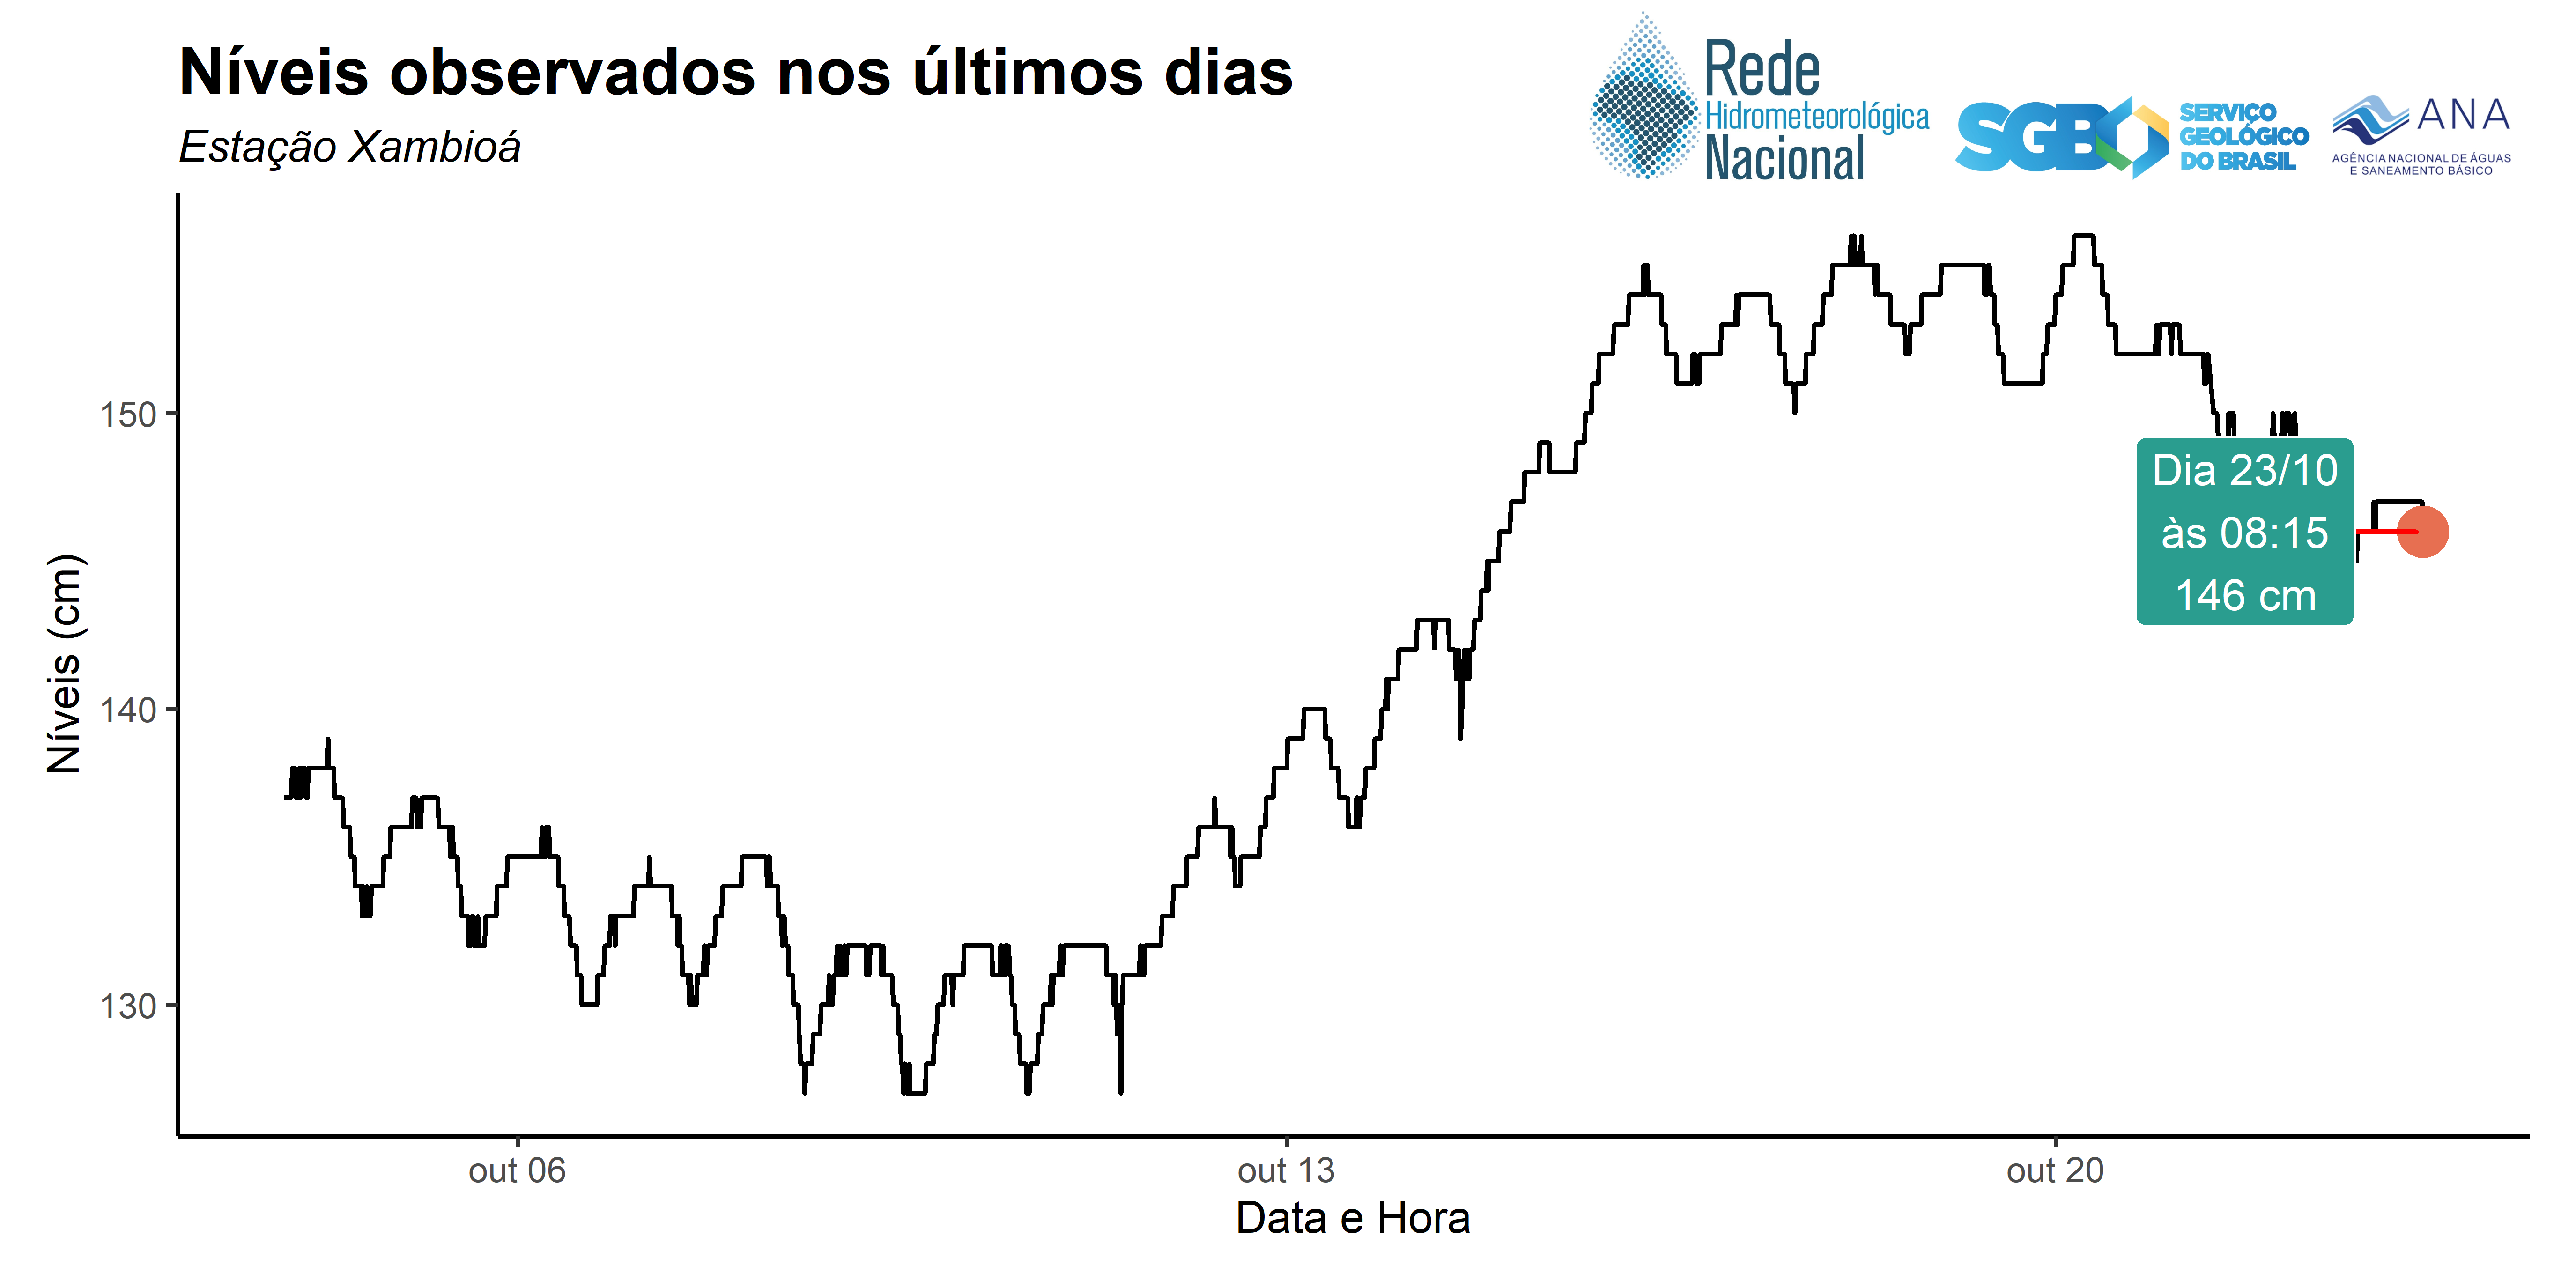 Níveis observados nos últimos dias
Estação Xambioá
Rede
Hidrometeorológica
Nacional
SGB
SERVIÇO
GEOLÓGICO
DO BRASIL
ANA
AGÊNCIA NACIONAL DE ÁGUAS
E SANEAMENTO BÁSICO
Níveis (cm)
150
140
130
Dia 23/10
às 08:15
146 cm
out 06
out 13
out 20
Data e Hora